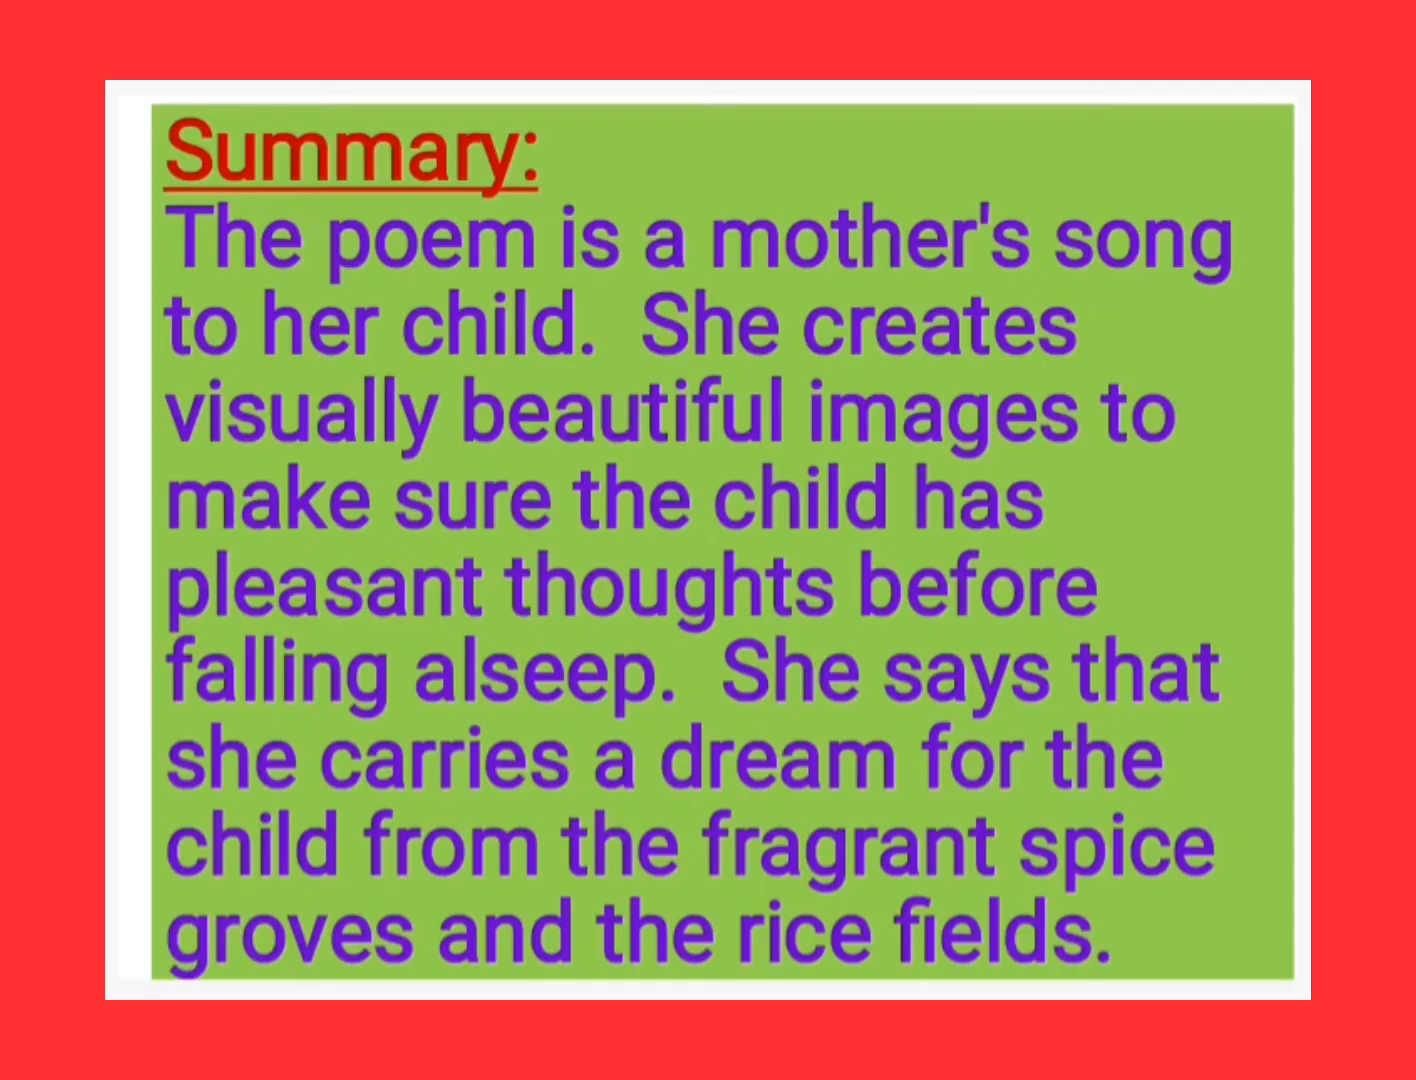 Summary:
The poem is a mother's song
to her child.  She creates
visually beautiful images to
make sure the child has
pleasant thoughts before
falling alseep.  She says that
she carries a dream for the
child from the fragrant spice
groves and the rice fields.